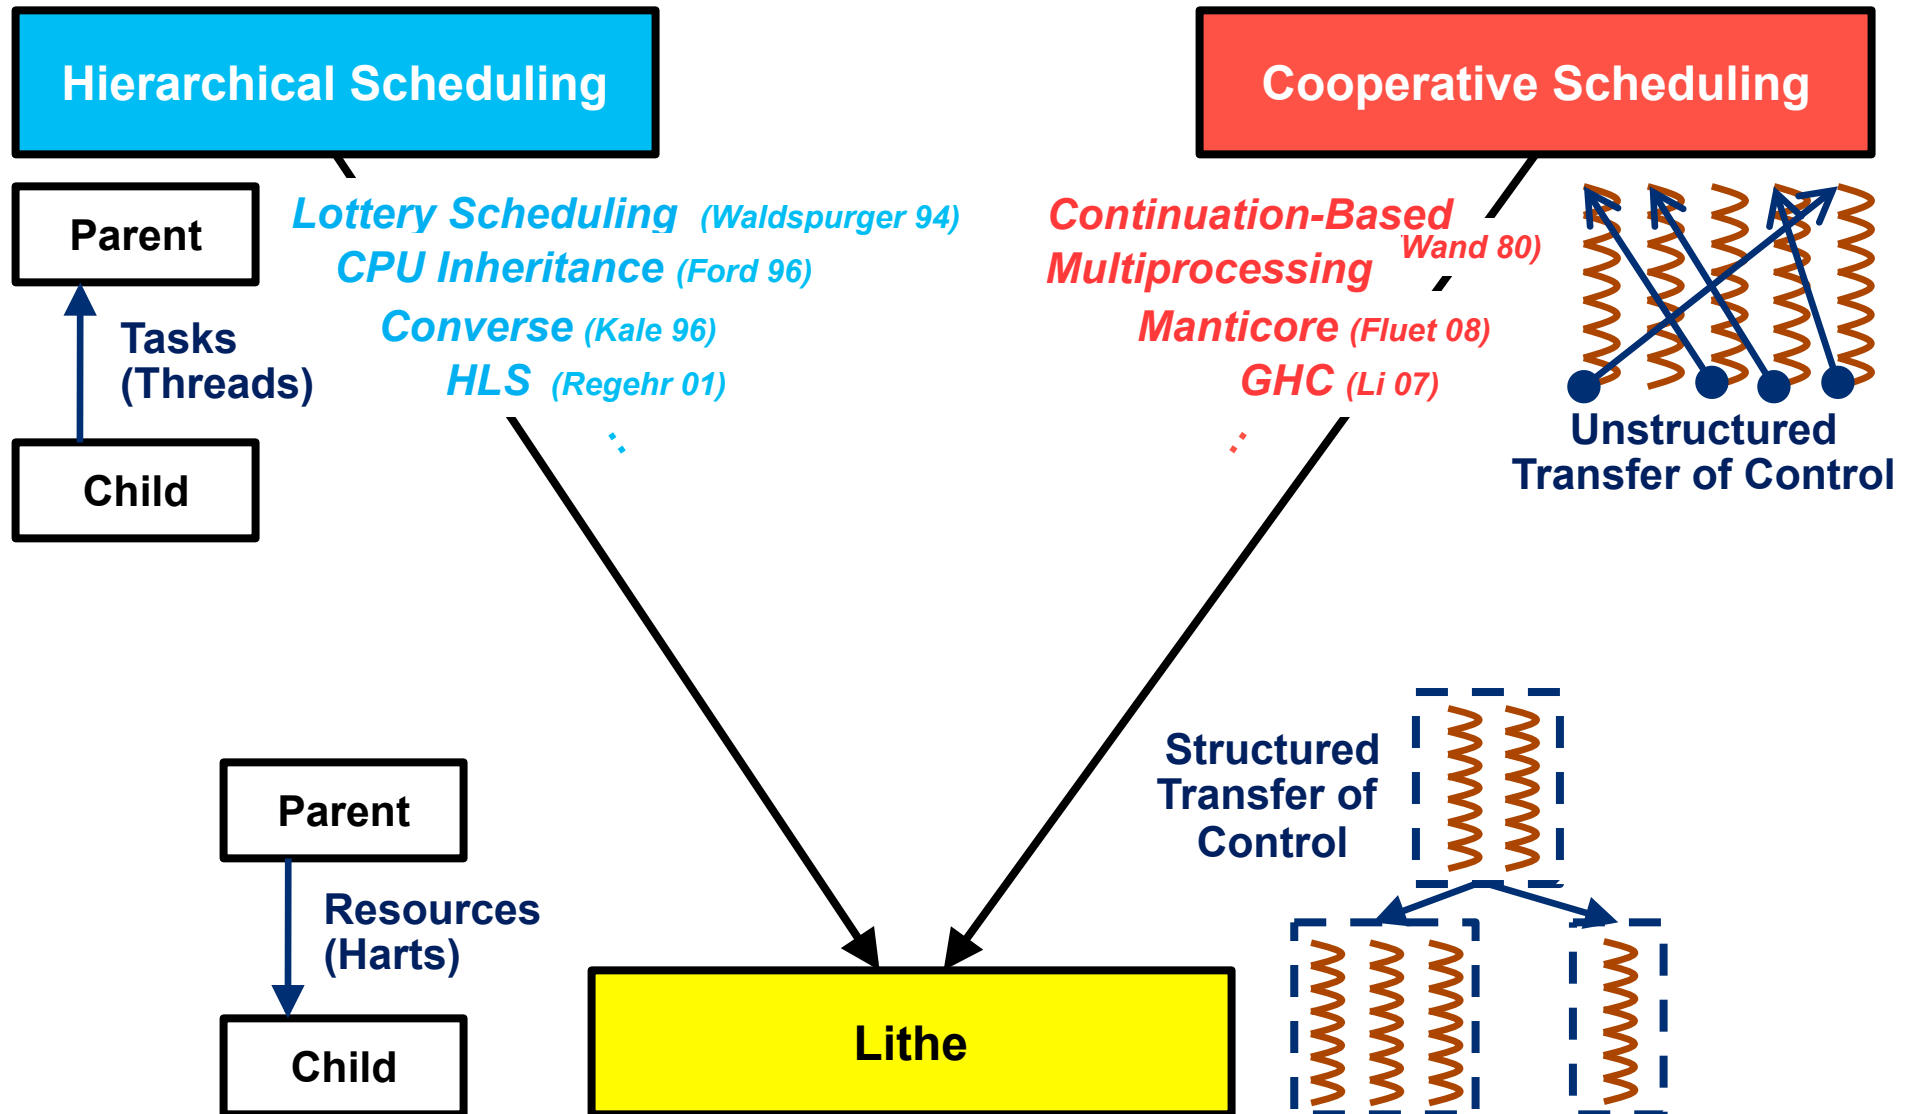 Hierarchical Scheduling
Cooperative Scheduling
Parent
Tasks
(Threads)
Child
Lottery Scheduling (Waldspurger 94)
CPU Inheritance (Ford 96)
Converse (Kale 96)
HLS (Regehr 01)
...
Continuation-Based
Multiprocessing Wand 80)
Manticore (Fluet 08)
GHC (Li 07)
...
Unstructured
Transfer of Control
Parent
Resources
(Harts)
Child
Structured
Transfer of
Control
Lithe